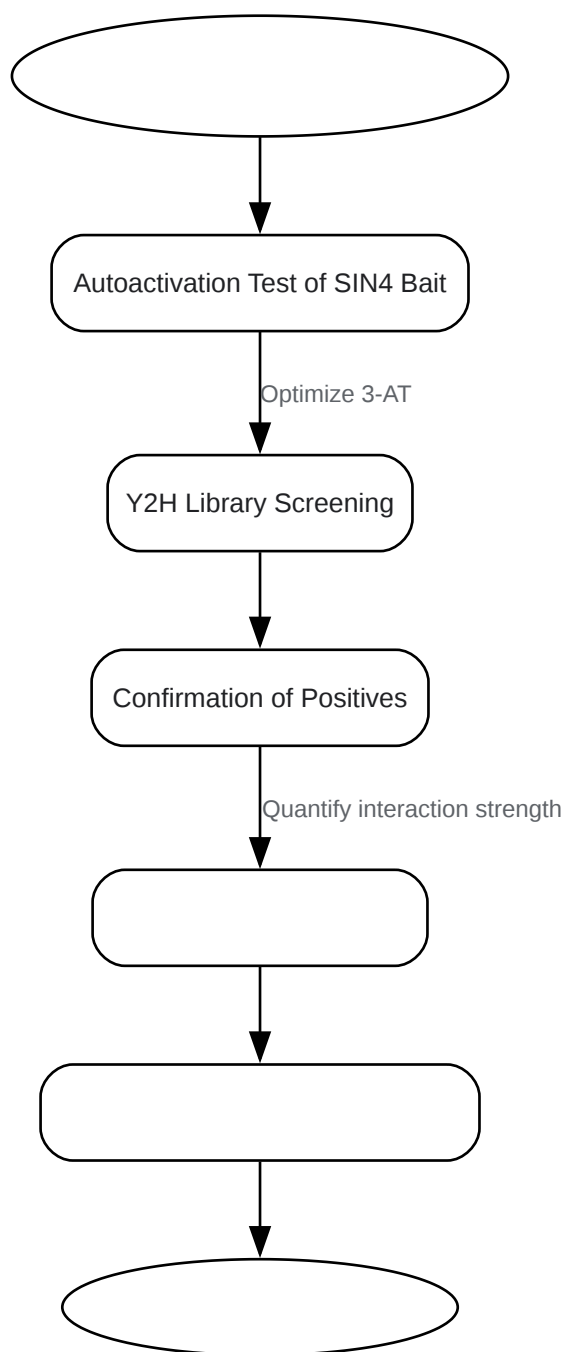 Autoactivation Test of SIN4 Bait
Optimize 3-AT
Y2H Library Screening
Confirmation of Positives
Quantify interaction strength